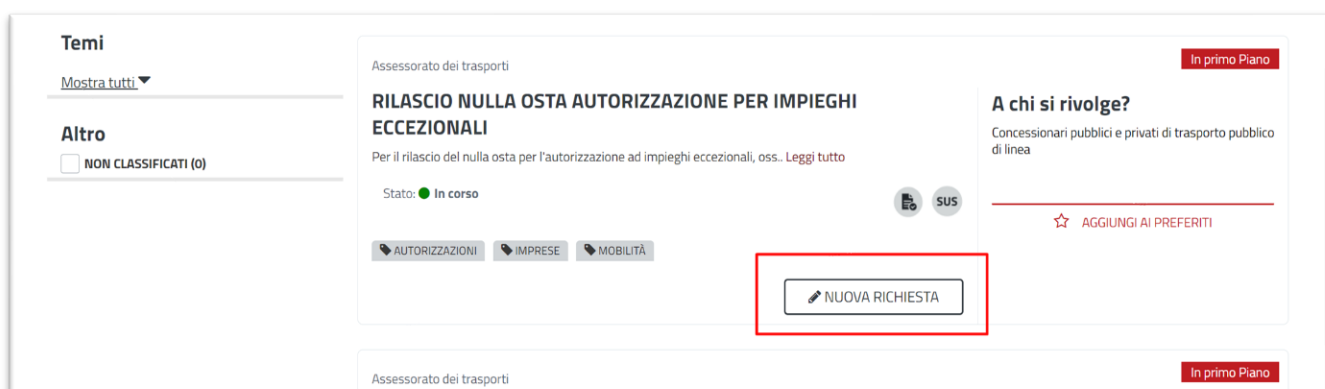 Temi
Mostra tutti
Altro
NON CLASSIFICATI (0)
Assessorato dei trasporti
In primo Piano
RILASCIO NULLA OSTA AUTORIZZAZIONE PER IMPIEGHI
ECCEZIONALI
Per il rilascio del nulla osta per l'autorizzazione ad impieghi eccezionali, oss.. Leggi tutto
Stato: In corso
SUS
AUTORIZZAZIONI IMPRESE MOBILITÀ
NUOVA RICHIESTA
A chi si rivolge?
Concessionari pubblici e privati di trasporto pubblico
di linea
AGGIUNGI AI PREFERITI
Assessorato dei trasporti
In primo Piano